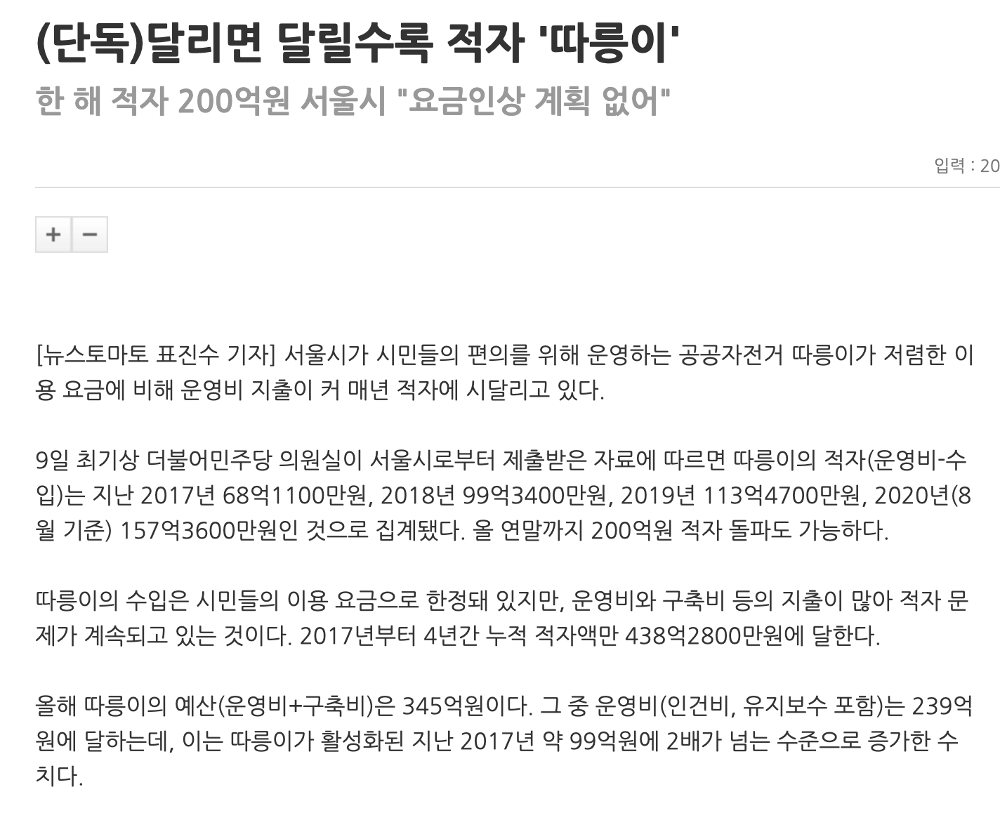 (단독)달리면 달릴수록 적자 '따릉이'
한 해 적자 200억원 서울시 "요금인상 계획 없어"
입력 : 20
+ −
[뉴스토마토 표진수 기자] 서울시가 시민들의 편의를 위해 운영하는 공공자전거 따릉이가 저렴한 이
용 요금에 비해 운영비 지출이 커 매년 적자에 시달리고 있다.
9일 최기상 더불어민주당 의원실이 서울시로부터 제출받은 자료에 따르면 따릉이의 적자(운영비-수
입)는 지난 2017년 68억1100만원, 2018년 99억3400만원, 2019년 113억4700만원, 2020년(8
월 기준) 157억3600만원인 것으로 집계됐다. 올 연말까지 200억원 적자 돌파도 가능하다.
따릉이의 수입은 시민들의 이용 요금으로 한정돼 있지만, 운영비와 구축비 등의 지출이 많아 적자 문
제가 계속되고 있는 것이다. 2017년부터 4년간 누적 적자액만 438억2800만원에 달한다.
올해 따릉이의 예산(운영비+구축비)은 345억원이다. 그 중 운영비(인건비, 유지보수 포함)는 239억
원에 달하는데, 이는 따릉이가 활성화된 지난 2017년 약 99억원에 2배가 넘는 수준으로 증가한 수
치다.